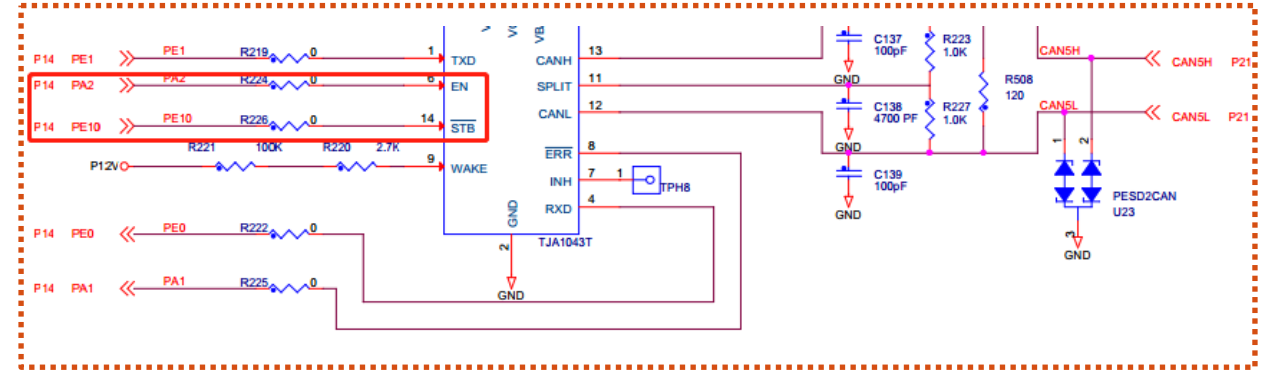 V
VC
VB
P14 PE1 PE1 R219 0 1 TXD
CANH 13
C137
100pF
R223
1.0K
CAN5H
CAN5H P21
GND
P14 PA2 PA2 R224 0 6 EN
SPLIT 11
R508
120
CANL 12
C138
4700 PF
R227
1.0K
CAN5L
CAN5L P21
P14 PE10 PE10 R226 0 14 STB
GND
R221 100K R220 2.7K
P12V 9 WAKE
ERR 8
1 2
C139
100pF
INH 7 1 TPH8
PESD2CAN
U23
RXD 4
GND
GND
2
TJA1043T
P14 PE0 PE0 R222 0
3
GND
P14 PA1 PA1 R225 0
GND